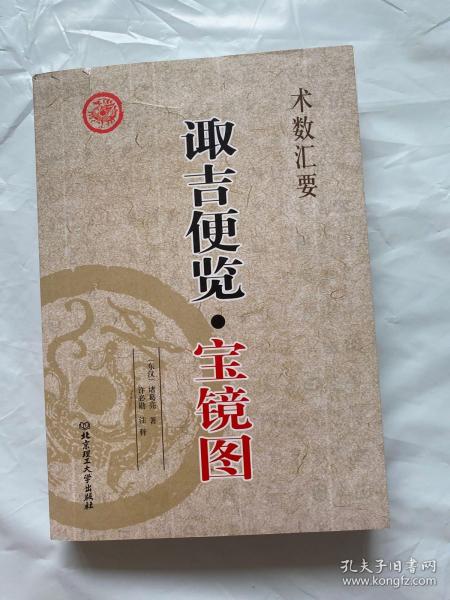 术数汇要
诹吉便览·宝镜图
[东汉] 诸葛亮 著
许必勋 注释
北京理工大学出版社
孔夫子旧书网
www.kongfz.com